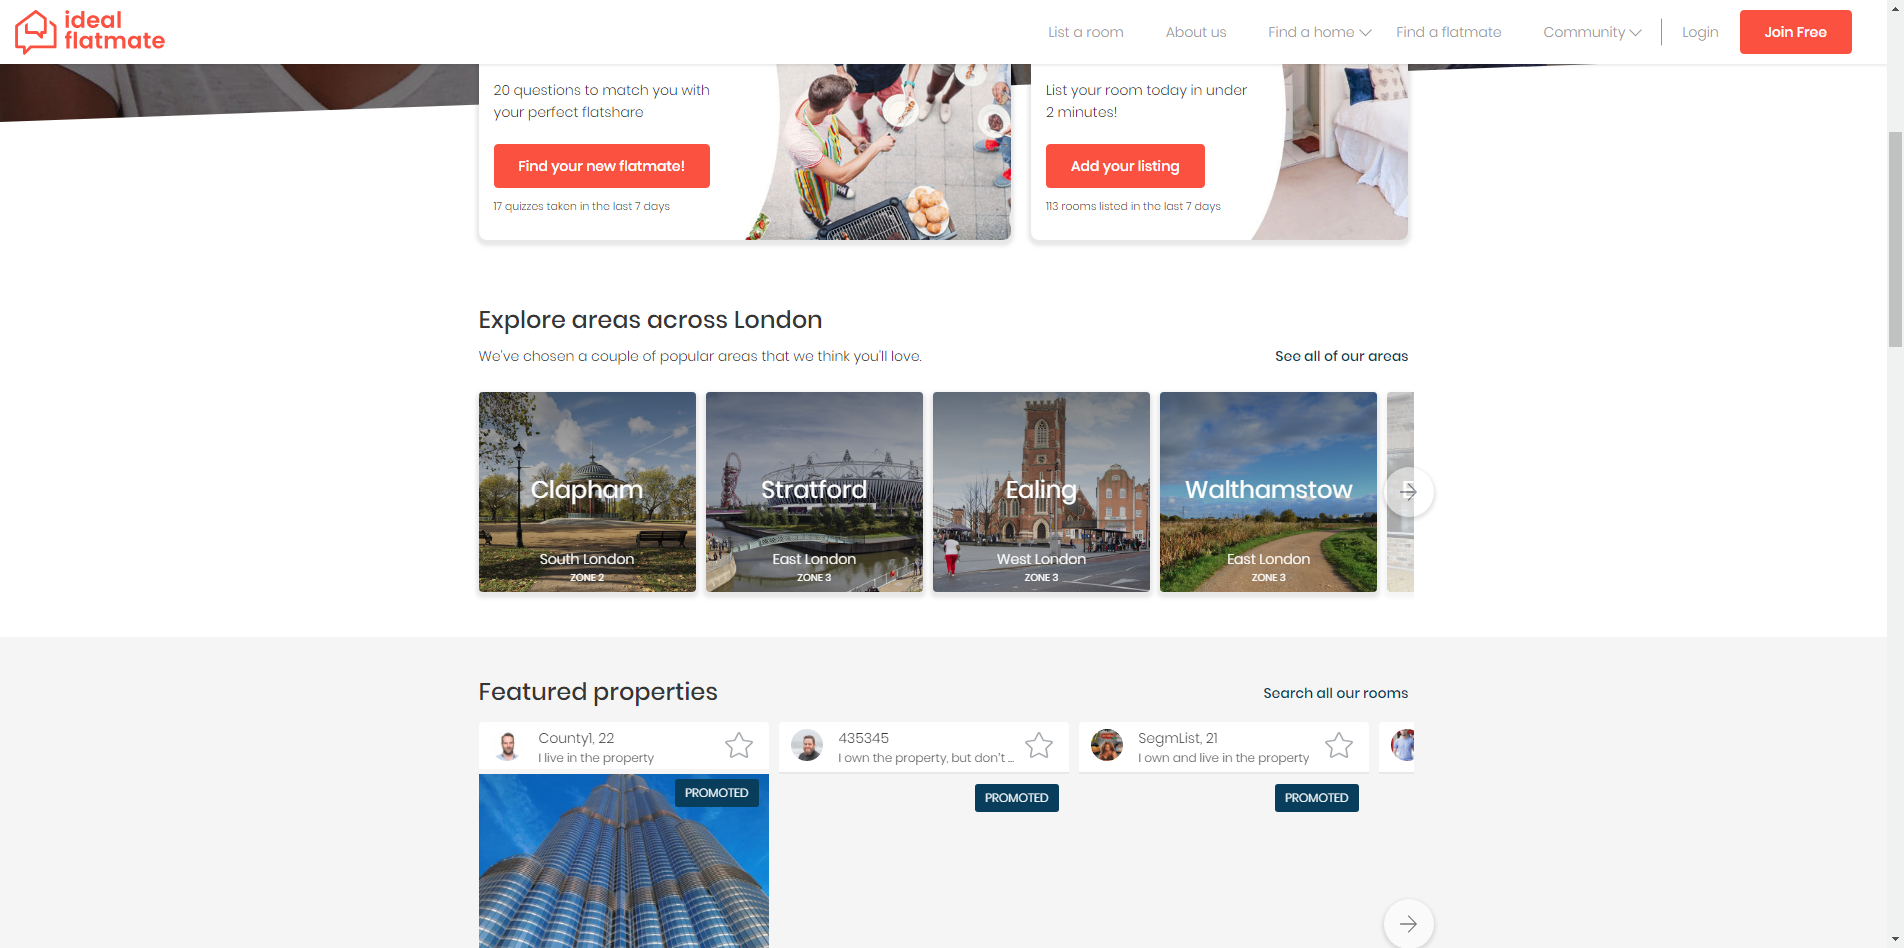 ideal
flatmate
List a room
About us
Find a home
Find a flatmate
Community
Login
Join Free
20 questions to match you with
your perfect flatshare
Find your new flatmate!
17 quizzes taken in the last 7 days
List your room today in under
2 minutes!
Add your listing
113 rooms listed in the last 7 days
Explore areas across London
We've chosen a couple of popular areas that we think you'll love.
See all of our areas
Clapham
South London
ZONE 2
Stratford
East London
ZONE 3
Ealing
West London
ZONE 3
Walthamstow
East London
ZONE 3
Featured properties
Search all our rooms
County1, 22
I live in the property
PROMOTED
435345
I own the property, but don't ...
PROMOTED
SegmList, 21
I own and live in the property
PROMOTED